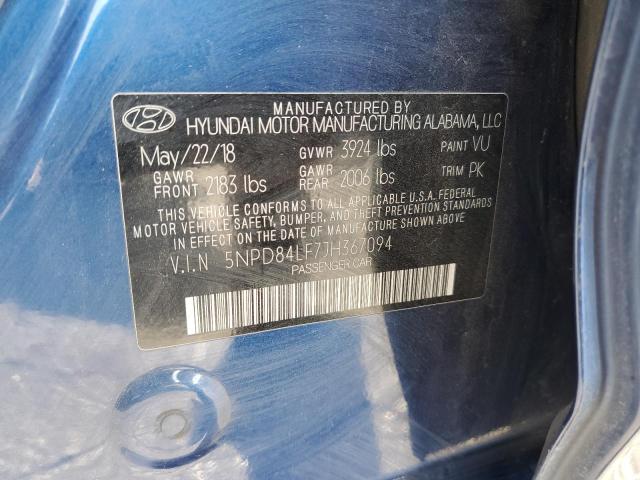 MANUFACTURED BY
HYUNDAI MOTOR MANUFACTURING ALABAMA, LLC
May/22/18 GVWR 3924 lbs PAINT VU
GAWR FRONT 2183 lbs GAWR REAR 2006 lbs TRIM PK
THIS VEHICLE CONFORMS TO ALL APPLICABLE U.S.A. FEDERAL
MOTOR VEHICLE SAFETY, BUMPER, AND THEFT PREVENTION STANDARDS
IN EFFECT ON THE DATE OF MANUFACTURE SHOWN ABOVE
V.I.N 5NPD84LF7JH367094
PASSENGER CAR